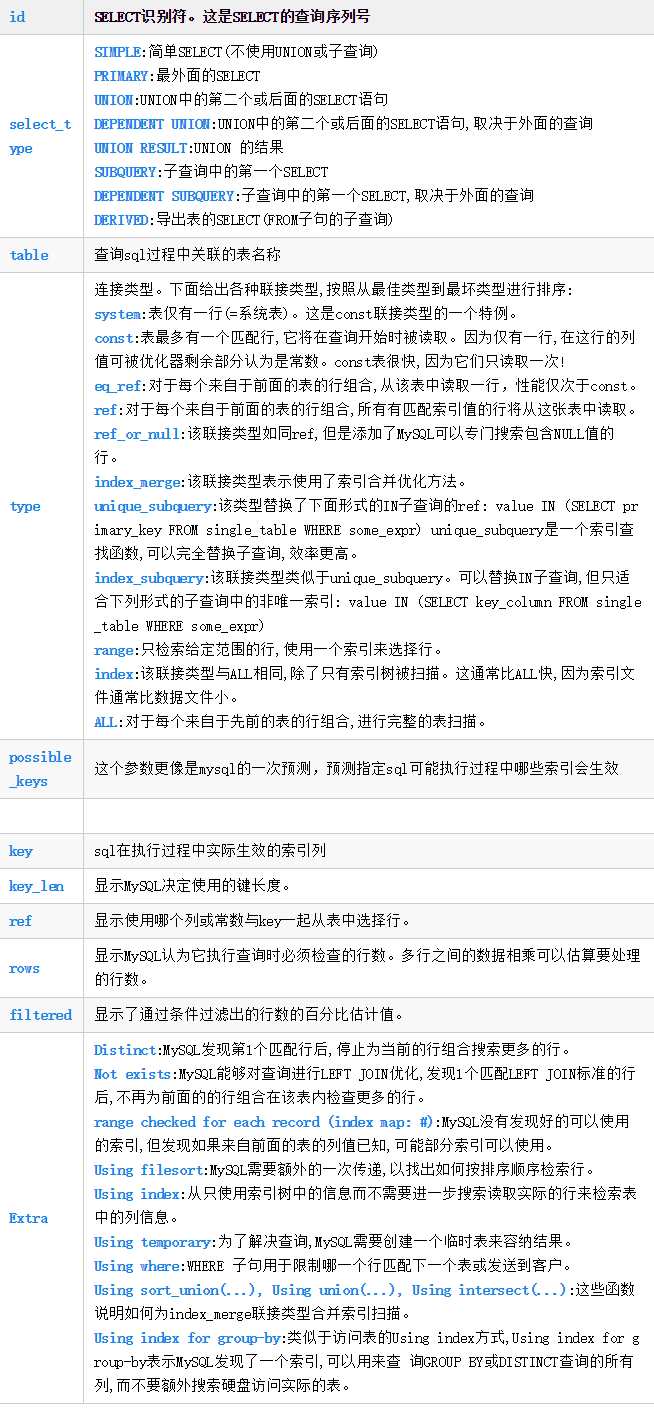 id
SELECT识别符。这是SELECT的查询序列号
select_t
ype
SIMPLE:简单SELECT(不使用UNION或子查询)
PRIMARY:最外面的SELECT
UNION:UNION中的第二个或后面的SELECT语句
DEPENDENT UNION:UNION中的第二个或后面的SELECT语句,取决于外面的查询
UNION RESULT:UNION 的结果
SUBQUERY:子查询中的第一个SELECT
DEPENDENT SUBQUERY:子查询中的第一个SELECT,取决于外面的查询
DERIVED:导出表的SELECT(FROM子句的子查询)
table
查询sql过程中关联的表名称
type
连接类型。下面给出各种联接类型,按照从最佳类型到最坏类型进行排序:
system:表仅有一行(=系统表)。这是const联接类型的一个特例。
const:表最多有一个匹配行,它将在查询开始时被读取。因为仅有一行,在这行的列
值可被优化器剩余部分认为是常数。const表很快,因为它们只读取一次!
eq_ref:对于每个来自于前面的表的行组合,从该表中读取一行，性能仅次于const。
ref:对于每个来自于前面的表的行组合,所有有匹配索引值的行将从这张表中读取。
ref_or_null:该联接类型如同ref,但是添加了MySQL可以专门搜索包含NULL值的
行。
index_merge:该联接类型表示使用了索引合并优化方法。
unique_subquery:该类型替换了下面形式的IN子查询的ref: value IN (SELECT pr
imary_key FROM single_table WHERE some_expr) unique_subquery是一个索引查
找函数,可以完全替换子查询,效率更高。
index_subquery:该联接类型类似于unique_subquery。可以替换IN子查询,但只适
合下列形式的子查询中的非唯一索引: value IN (SELECT key_column FROM single
_table WHERE some_expr)
range:只检索给定范围的行,使用一个索引来选择行。
index:该联接类型与ALL相同,除了只有索引树被扫描。这通常比ALL快,因为索引文
件通常比数据文件小。
ALL:对于每个来自于先前的表的行组合,进行完整的表扫描。
possible
_keys
这个参数更像是mysql的一次预测，预测指定sql可能执行过程中哪些索引会生效
key
sql在执行过程中实际生效的索引列
key_len
显示MySQL决定使用的键长度。
ref
显示使用哪个列或常数与key一起从表中选择行。
rows
显示MySQL认为它执行查询时必须检查的行数。多行之间的数据相乘可以估算要处理
的行数。
filtered
显示了通过条件过滤出的行数的百分比估计值。
Extra
Distinct:MySQL发现第1个匹配行后,停止为当前的行组合搜索更多的行。
Not exists:MySQL能够对查询进行LEFT JOIN优化,发现1个匹配LEFT JOIN标准的行
后,不再为前面的的行组合在该表内检查更多的行。
range checked for each record (index map: #):MySQL没有发现好的可以使用
的索引,但发现如果来自前面的表的列值已知,可能部分索引可以使用。
Using filesort:MySQL需要额外的一次传递,以找出如何按排序顺序检索行。
Using index:从只使用索引树中的信息而不需要进一步搜索读取实际的行来检索表
中的列信息。
Using temporary:为了解决查询,MySQL需要创建一个临时表来容纳结果。
Using where:WHERE 子句用于限制哪一个行匹配下一个表或发送到客户。
Using sort_union(...), Using union(...), Using intersect(...):这些函数
说明如何为index_merge联接类型合并索引扫描。
Using index for group-by:类似于访问表的Using index方式,Using index for g
roup-by表示MySQL发现了一个索引,可以用来查 询GROUP BY或DISTINCT查询的所有
列,而不要额外搜索硬盘访问实际的表。